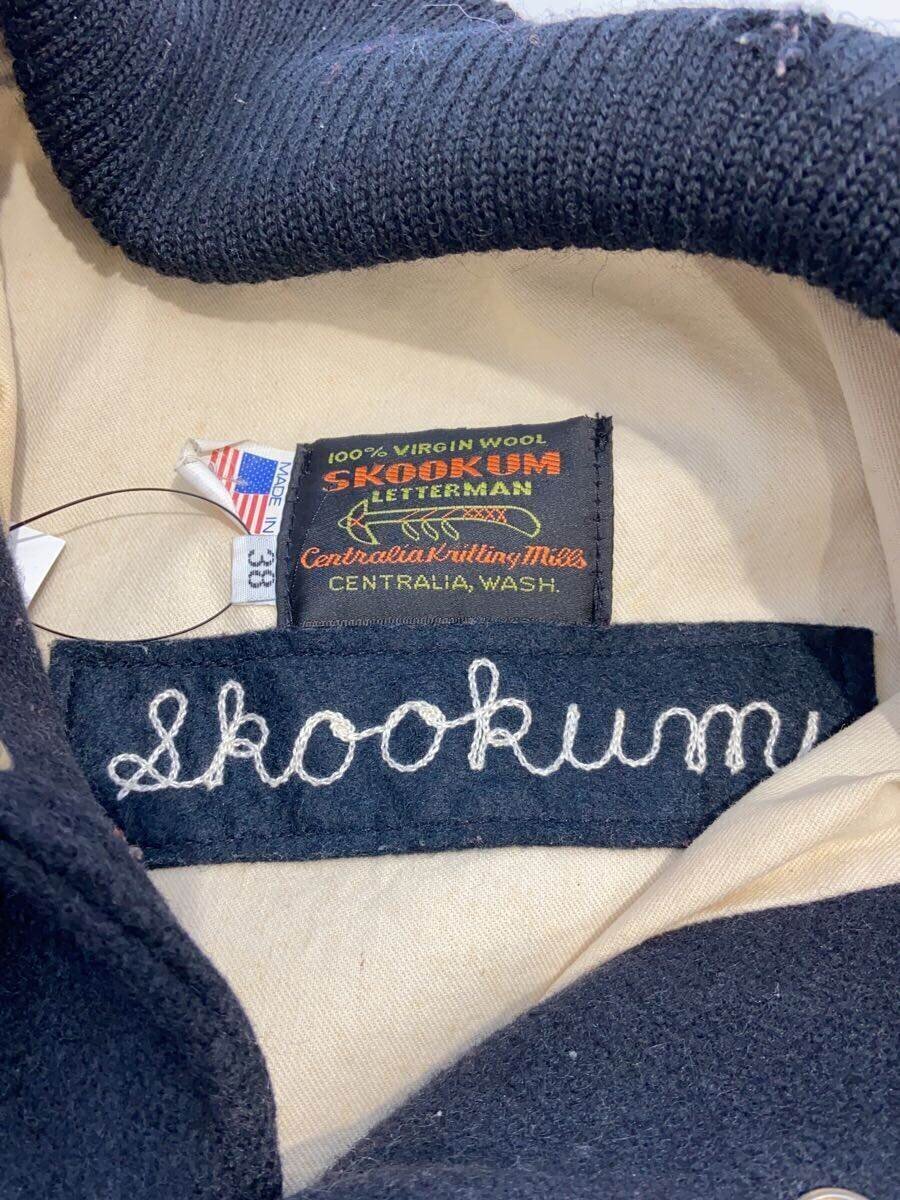 100% VIRGIN WOOL
SKOOKUM
LETTERMAN
Centralia Knitting Mills
CENTRALIA, WASH.
MADE IN
38
Skookum